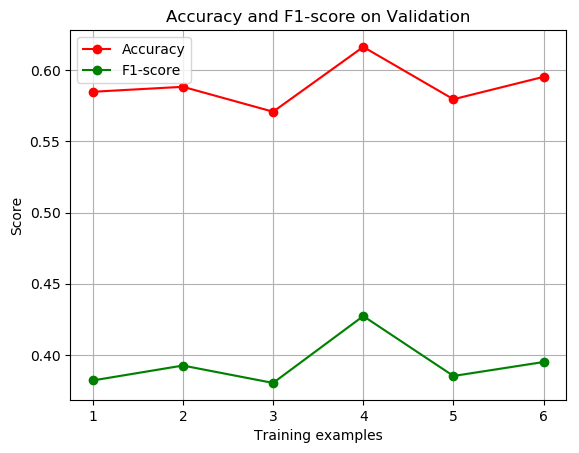 Accuracy and F1-score on Validation
Accuracy
F1-score
0.60
0.55
0.50
0.45
0.40
Score
1 2 3 4 5 6
Training examples